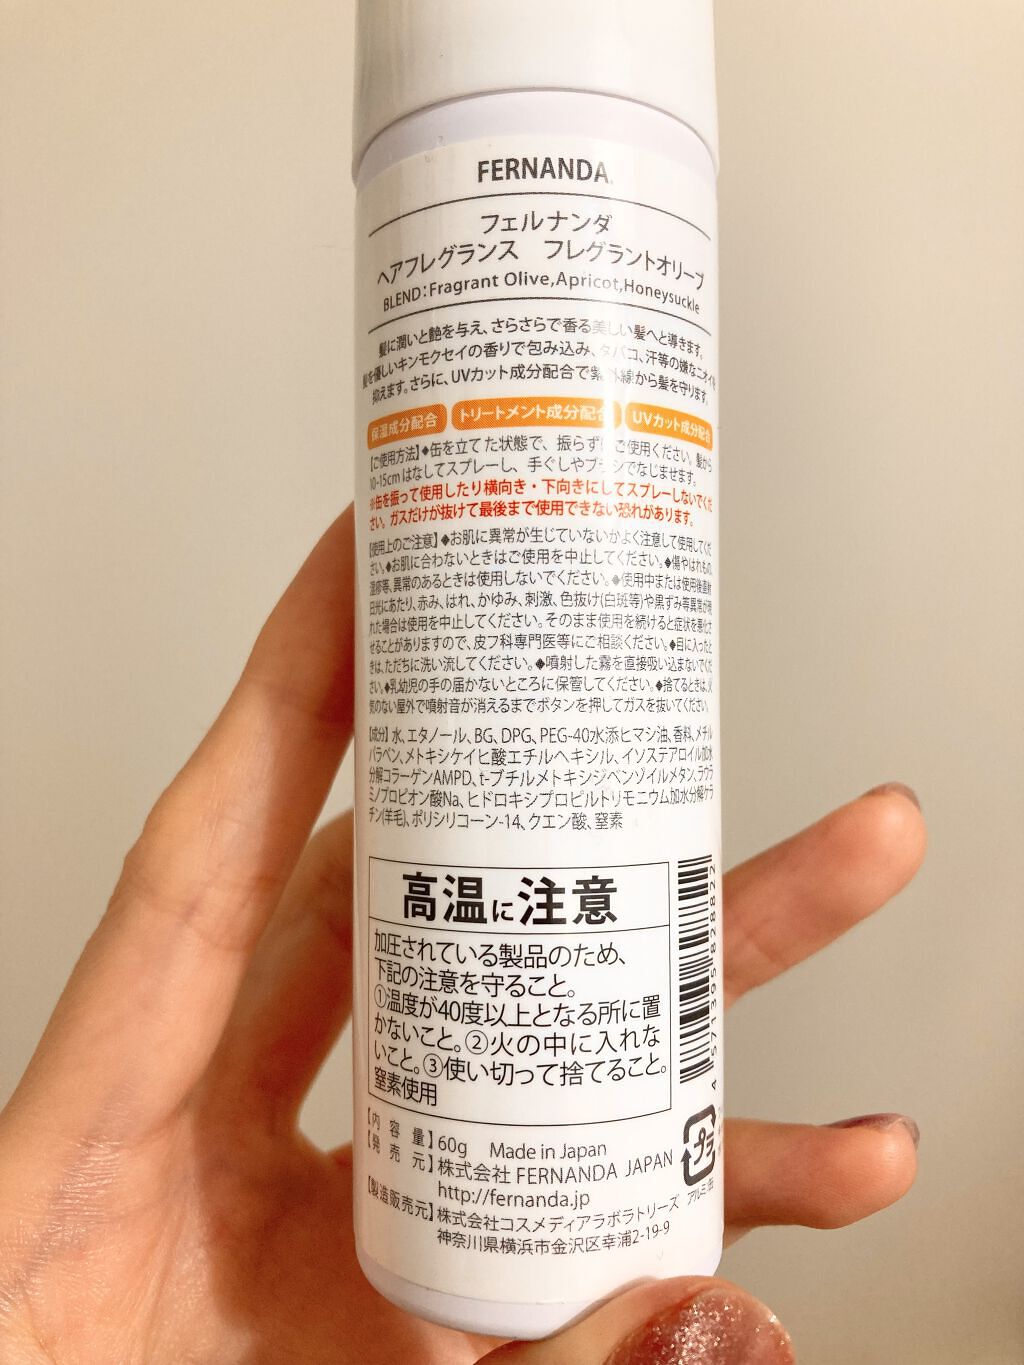 FERNANDA
フェルナンダ
ヘアフレグランス フレグラントオリーブ
BLEND:Fragrant Olive,Apricot,Honeysuckle
髪に潤いと艶を与え、さらさらで香る美しい髪へと導きます。
髪を優しいキンモクセイの香りで包み込み、タバコ、汗等の嫌なニオイを
抑えます。さらに、UVカット成分配合で紫外線から髪を守ります。
保湿成分配合 トリートメント成分配合 UVカット成分配合
【ご使用方法】◆缶を立てた状態で、振らずにご使用ください。髪から
10-15cmはなしてスプレーし、手ぐしやブラシでなじませます。
※缶を振って使用したり横向き・下向きにしてスプレーしないでくだ
さい。ガスだけが抜けて最後まで使用できない恐れがあります。
【使用上のご注意】◆お肌に異常が生じていないかよく注意して使用してくだ
さい。◆お肌に合わないときはご使用を中止してください。◆傷やはれもの、
湿疹等、異常のあるときは使用しないでください。◆使用中または使用後直射
日光にあたり、赤み、はれ、かゆみ、刺激、色抜け(白斑等)や黒ずみ等異常が現
れた場合は使用を中止してください。そのまま使用を続けると症状を悪化さ
せることがありますので、皮フ科専門医等にご相談ください。◆目に入ったと
きは、ただちに洗い流してください。◆噴射した霧を直接吸い込まないでくだ
さい。◆乳幼児の手の届かないところに保管してください。◆捨てるときは、火
気のない屋外で噴射音が消えるまでボタンを押してガスを抜いてください。
【成分】水、エタノール、BG、DPG、PEG-40水添ヒマシ油、香料、メチル
パラベン、メトキシケイヒ酸エチルヘキシル、イソステアロイル加水
分解コラーゲンAMPD、t-ブチルメトキシジベンゾイルメタン、ラウラ
ミノプロピオン酸Na、ヒドロキシプロピルトリモニウム加水分解ケラ
チン(羊毛)、ポリシリコーン-14、クエン酸、窒素
高温に注意
加圧されている製品のため、
下記の注意を守ること。
①温度が40度以上となる所に置
かないこと。②火の中に入れな
いこと。③使い切って捨てること。
窒素使用
4571395828822
【内容量】60g Made in Japan
【発売元】株式会社 FERNANDA JAPAN
http://fernanda.jp
【製造販売元】株式会社コスメディアラボラトリーズ
神奈川県横浜市金沢区幸浦2-19-9
プラ
アルミ缶